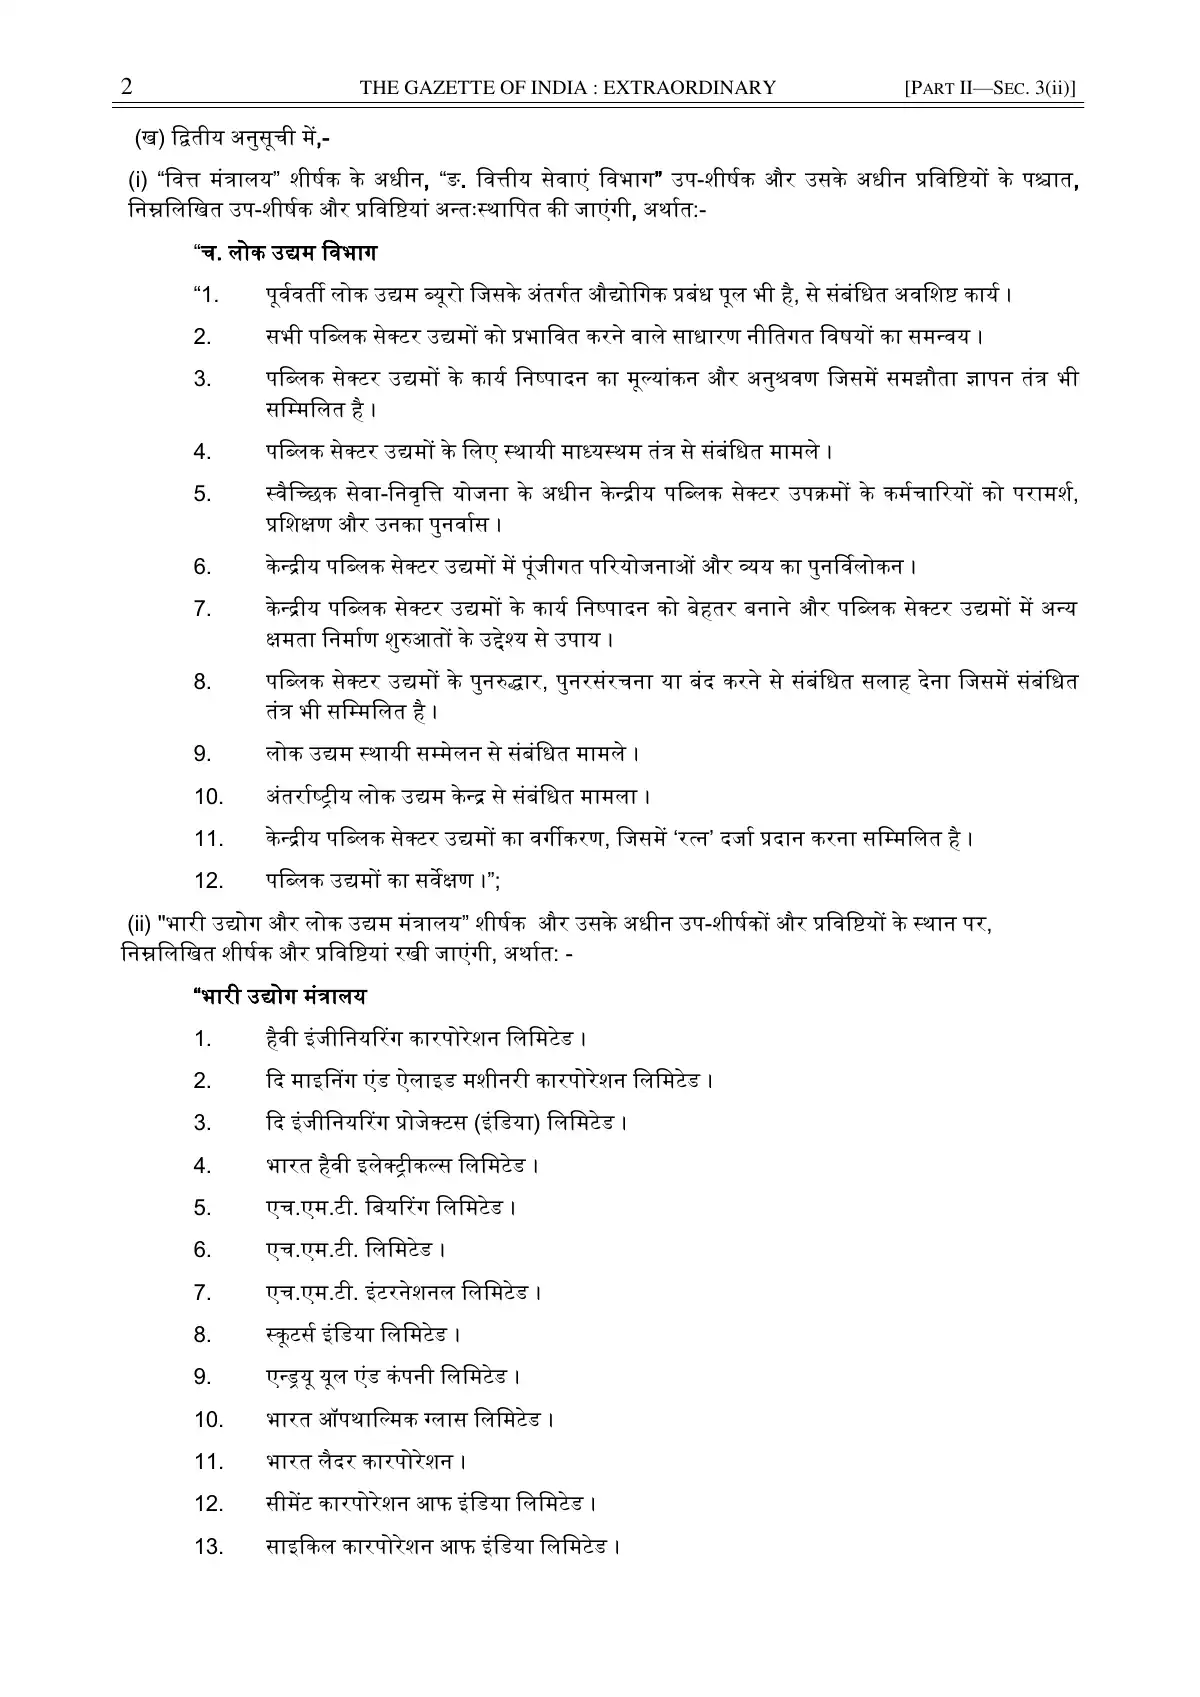 2 THE GAZETTE OF INDIA : EXTRAORDINARY [PART II—SEC. 3(ii)]
(ख) द्वितीय अनुसूची में,-
(i) “वित्त मंत्रालय” शीर्षक के अधीन, “ङ. वित्तीय सेवाएं विभाग” उप-शीर्षक और उसके अधीन प्रविष्टियों के पश्चात,
निम्नलिखित उप-शीर्षक और प्रविष्टियां अन्तःस्थापित की जाएंगी, अर्थात:-
“च. लोक उद्यम विभाग
“1. पूर्ववर्ती लोक उद्यम ब्यूरो जिसके अंतर्गत औद्योगिक प्रबंध पूल भी है, से संबंधित अवशिष्ट कार्य ।
2. सभी पब्लिक सेक्टर उद्यमों को प्रभावित करने वाले साधारण नीतिगत विषयों का समन्वय ।
3. पब्लिक सेक्टर उद्यमों के कार्य निष्पादन का मूल्यांकन और अनुश्रवण जिसमें समझौता ज्ञापन तंत्र भी
सम्मिलित है ।
4. पब्लिक सेक्टर उद्यमों के लिए स्थायी माध्यस्थम तंत्र से संबंधित मामले ।
5. स्वैच्छिक सेवा-निवृत्ति योजना के अधीन केन्द्रीय पब्लिक सेक्टर उपक्रमों के कर्मचारियों को परामर्श,
प्रशिक्षण और उनका पुनर्वास ।
6. केन्द्रीय पब्लिक सेक्टर उद्यमों में पूंजीगत परियोजनाओं और व्यय का पुनर्विलोकन ।
7. केन्द्रीय पब्लिक सेक्टर उद्यमों के कार्य निष्पादन को बेहतर बनाने और पब्लिक सेक्टर उद्यमों में अन्य
क्षमता निर्माण शुरुआतों के उद्देश्य से उपाय ।
8. पब्लिक सेक्टर उद्यमों के पुनरुद्धार, पुनरसंरचना या बंद करने से संबंधित सलाह देना जिसमें संबंधित
तंत्र भी सम्मिलित है ।
9. लोक उद्यम स्थायी सम्मेलन से संबंधित मामले ।
10. अंतर्राष्ट्रीय लोक उद्यम केन्द्र से संबंधित मामला ।
11. केन्द्रीय पब्लिक सेक्टर उद्यमों का वर्गीकरण, जिसमें ‘रत्न’ दर्जा प्रदान करना सम्मिलित है ।
12. पब्लिक उद्यमों का सर्वेक्षण ।”;
(ii) "भारी उद्योग और लोक उद्यम मंत्रालय” शीर्षक और उसके अधीन उप-शीर्षकों और प्रविष्टियों के स्थान पर,
निम्नलिखित शीर्षक और प्रविष्टियां रखी जाएंगी, अर्थात: -
“भारी उद्योग मंत्रालय
1. हैवी इंजीनियरिंग कारपोरेशन लिमिटेड ।
2. दि माइनिंग एंड ऐलाइड मशीनरी कारपोरेशन लिमिटेड ।
3. दि इंजीनियरिंग प्रोजेक्टस (इंडिया) लिमिटेड ।
4. भारत हैवी इलेक्ट्रीकल्स लिमिटेड ।
5. एच.एम.टी. बियरिंग लिमिटेड ।
6. एच.एम.टी. लिमिटेड ।
7. एच.एम.टी. इंटरनेशनल लिमिटेड ।
8. स्कूटर्स इंडिया लिमिटेड ।
9. एन्ड्रयू यूल एंड कंपनी लिमिटेड ।
10. भारत ऑपथाल्मिक ग्लास लिमिटेड ।
11. भारत लैदर कारपोरेशन ।
12. सीमेंट कारपोरेशन आफ इंडिया लिमिटेड ।
13. साइकिल कारपोरेशन आफ इंडिया लिमिटेड ।